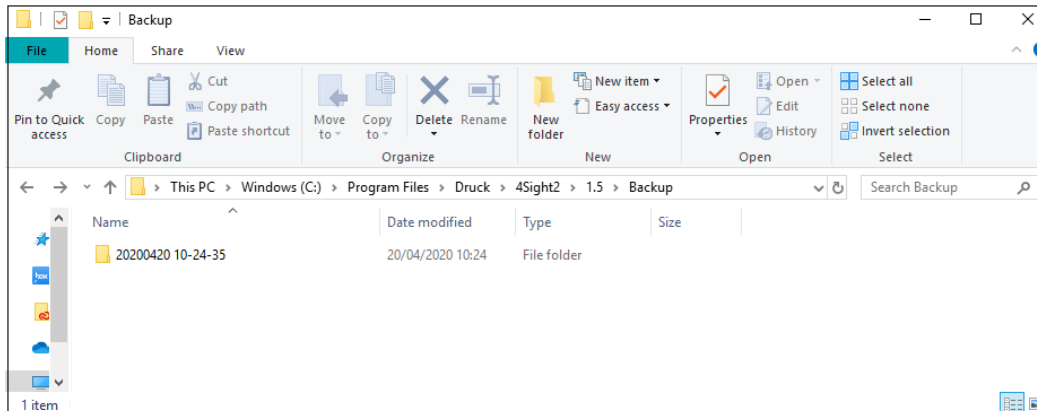 Backup
File Home Share View
Pin to Quick access
Copy
Paste
Cut
Copy path
Paste shortcut
Clipboard
Move to
Copy to
Delete
Rename
Organize
New folder
New item
Easy access
New
Properties
Open
Edit
History
Open
Select all
Select none
Invert selection
Select
This PC > Windows (C:) > Program Files > Druck > 4Sight2 > 1.5 > Backup
Search Backup
Name Date modified Type Size
20200420 10-24-35 20/04/2020 10:24 File folder
1 item